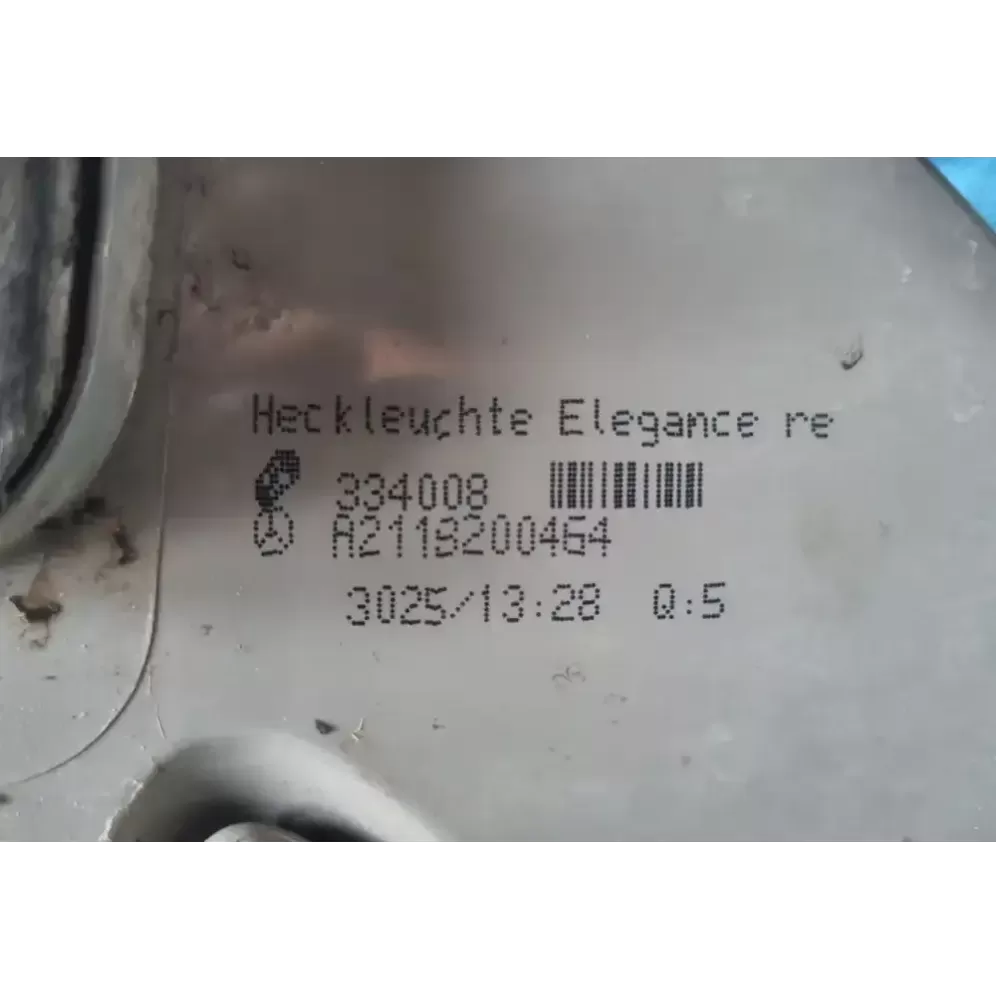 Heckleuchte Elegance re
334008
A2118200464
3025/13:28 Q:5